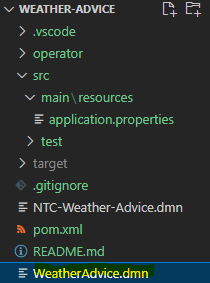 WEATHER-ADVICE
.vscode
operator
src
main\resources
application.properties
test
target
.gitignore
NTC-Weather-Advice.dmn
pom.xml
README.md
WeatherAdvice.dmn